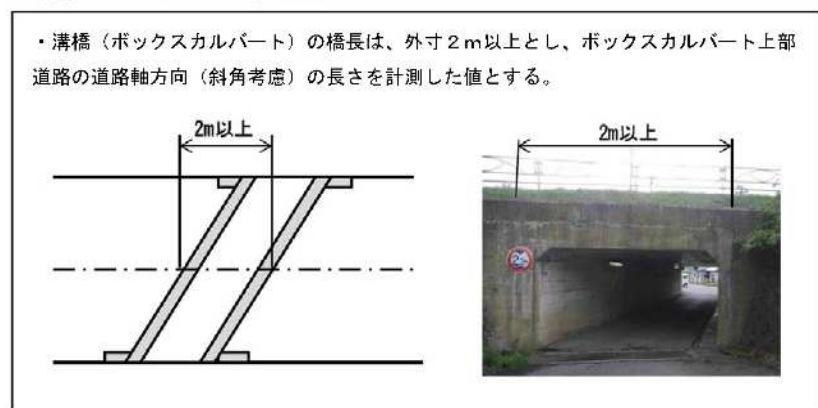 ・溝橋（ボックスカルバート）の橋長は、外寸２ｍ以上とし、ボックスカルバート上部
道路の道路軸方向（斜角考慮）の長さを計測した値とする。
2m以上
2m以上